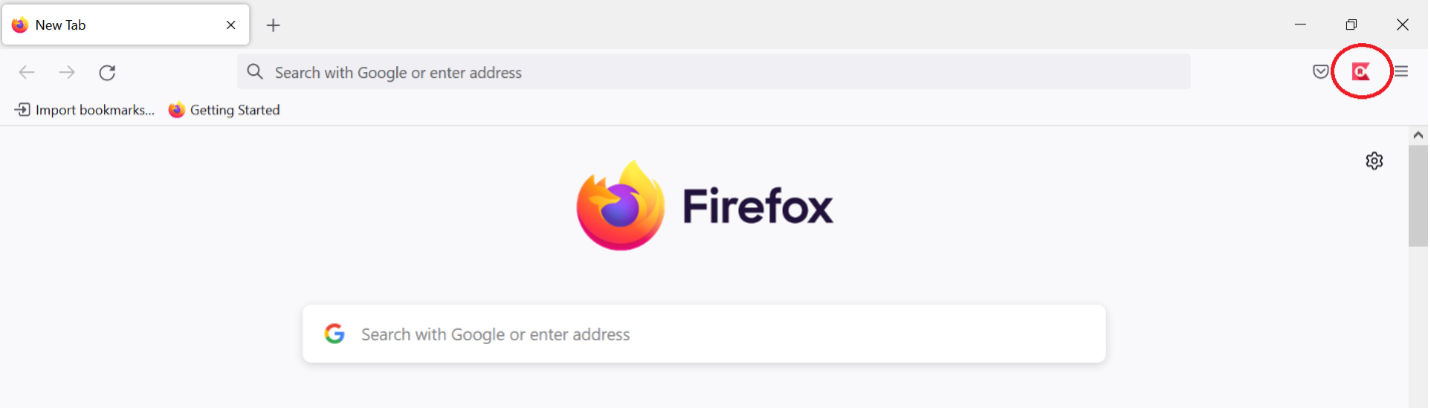 New Tab
Search with Google or enter address
Import bookmarks... Getting Started
Firefox
Search with Google or enter address